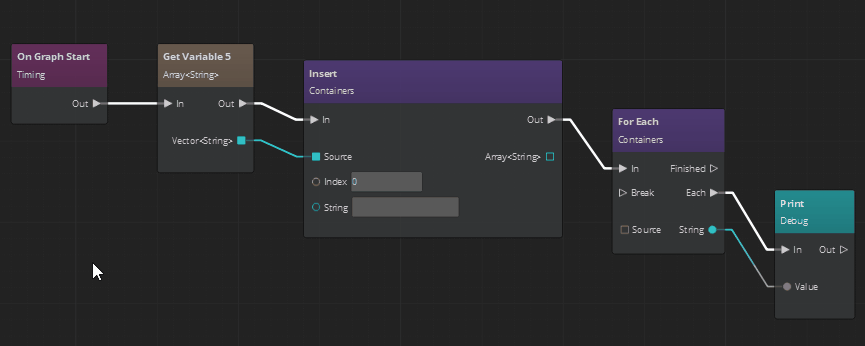 On Graph Start
Timing
Out
Get Variable 5
Array<String>
In Out
Vector<String>
Insert
Containers
In Out
Source Array<String>
Index 0
String
For Each
Containers
In Finished
Break Each
Source String
Print
Debug
In Out
Value